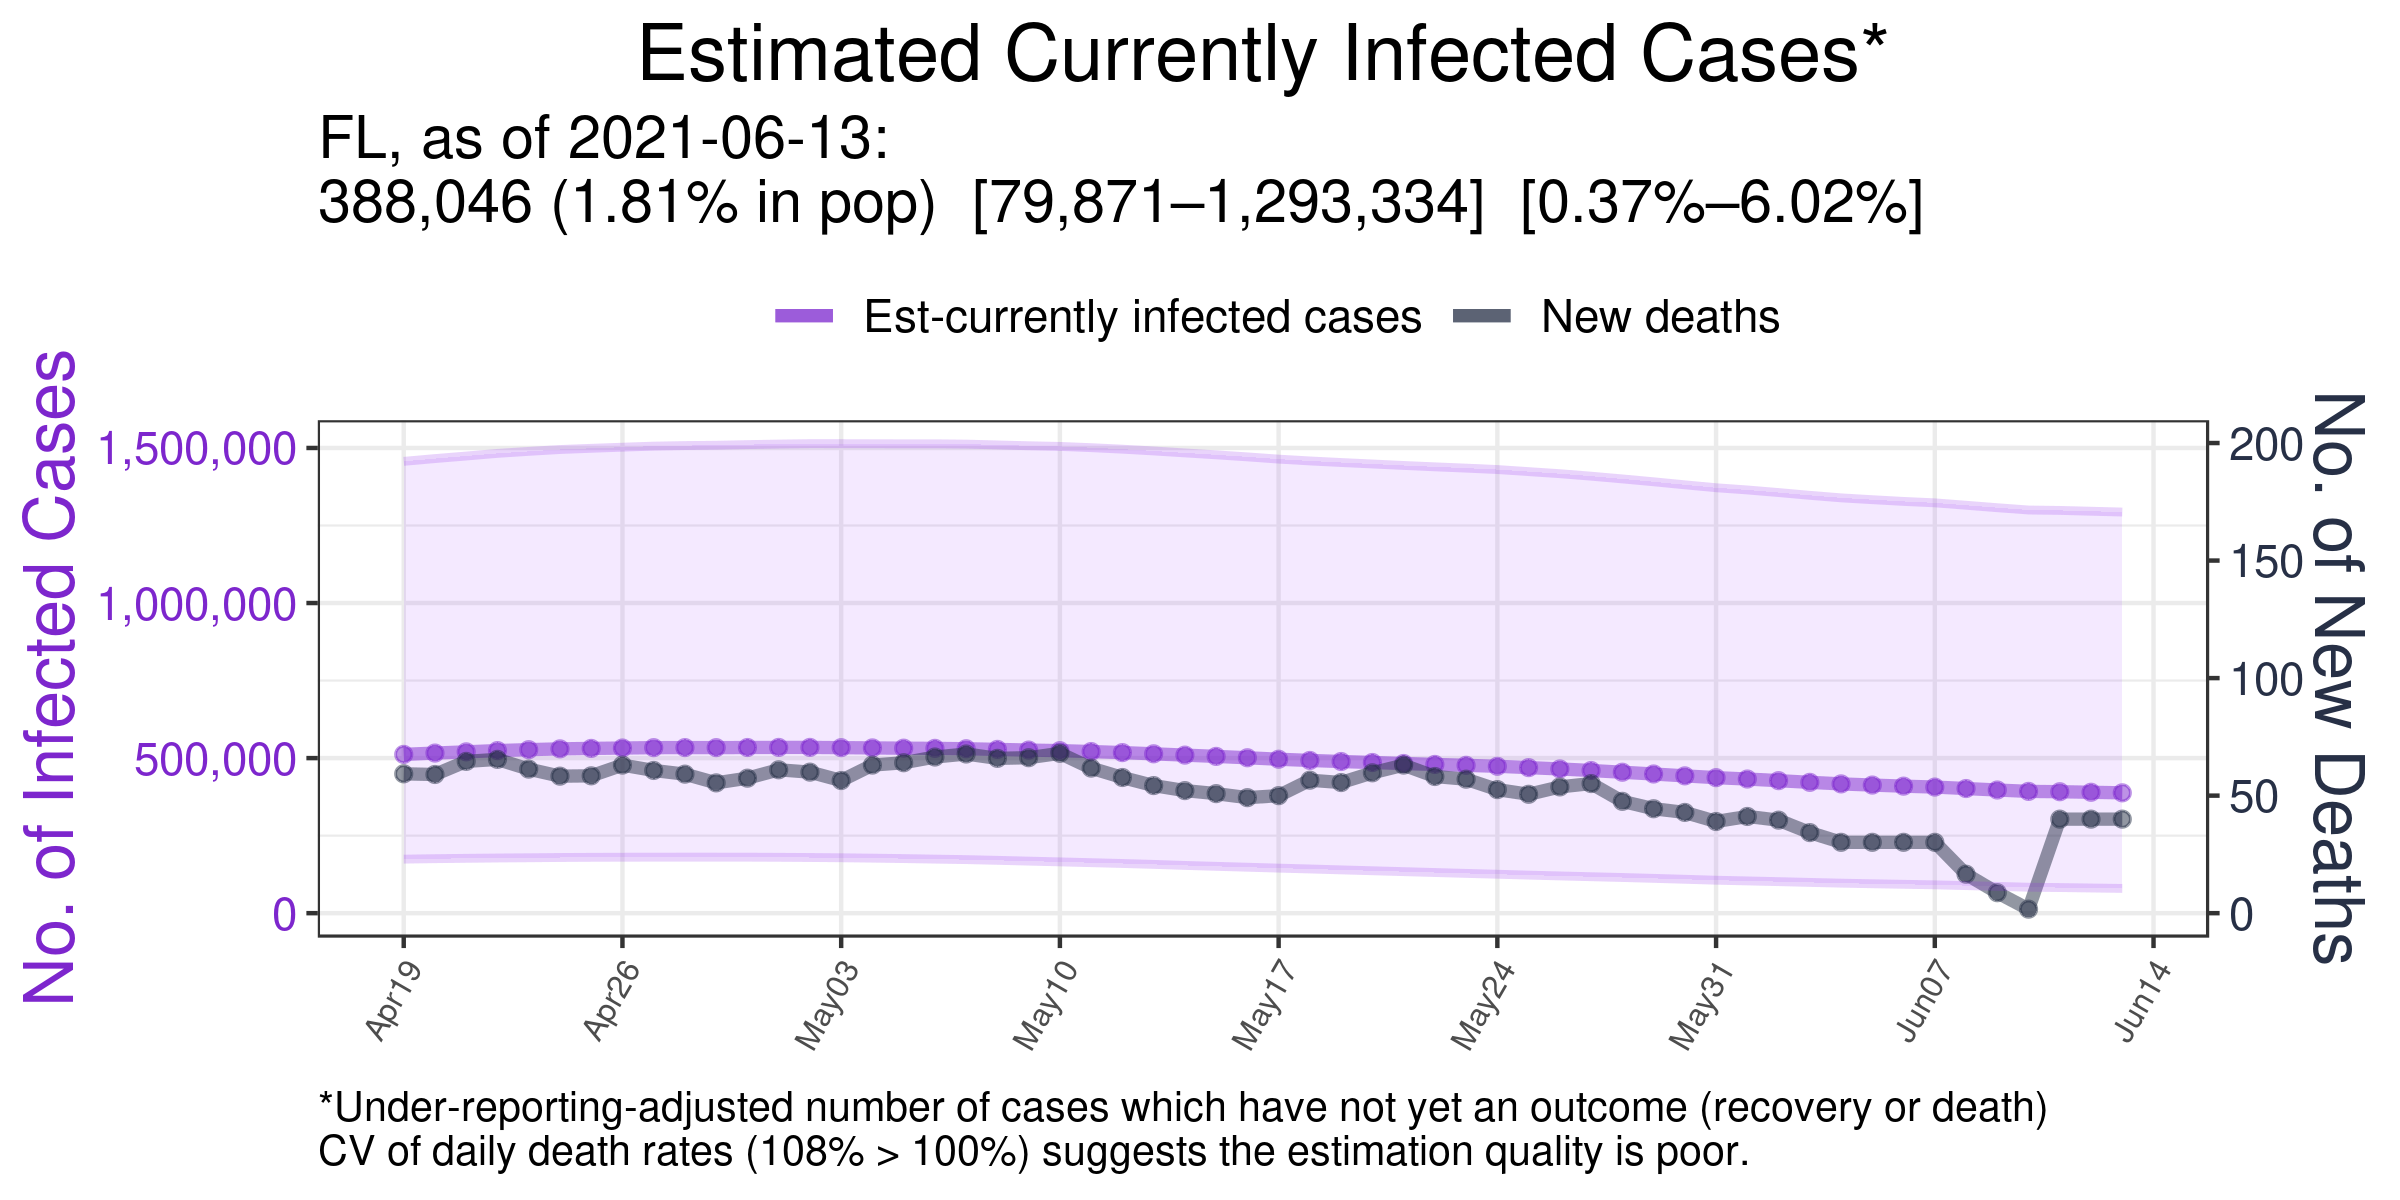 Estimated Currently Infected Cases*
FL, as of 2021-06-13:
388,046 (1.81% in pop)  [79,871–1,293,334]  [0.37%–6.02%]
Est-currently infected cases
New deaths
No. of Infected Cases
1,500,000
1,000,000
500,000
0
200
150
100
50
0
No. of New Deaths
Apr19
Apr26
May03
May10
May17
May24
May31
Jun07
Jun14
*Under-reporting-adjusted number of cases which have not yet an outcome (recovery or death)
CV of daily death rates (108% > 100%) suggests the estimation quality is poor.